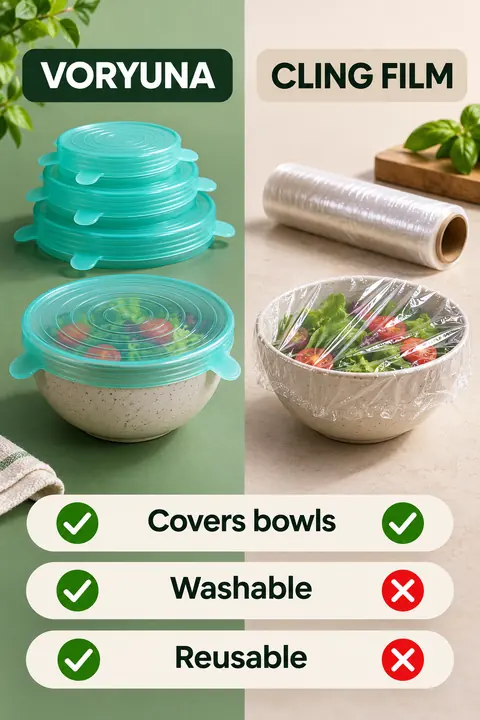 VORYUNA
CLING FILM
Covers bowls
Washable
Reusable